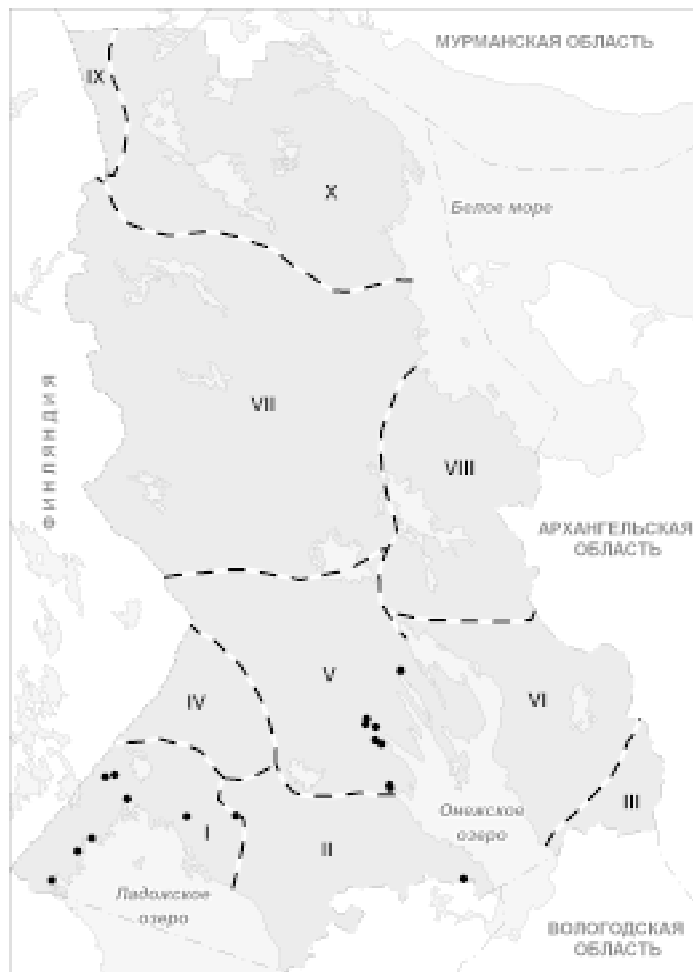 МУРМАНСКАЯ ОБЛАСТЬ
IX
X
Белое море
ФИНЛЯНДИЯ
VII
VIII
АРХАНГЕЛЬСКАЯ
ОБЛАСТЬ
V
IV
VI
III
Онежское
озеро
I
II
Ладожское
озеро
ВОЛОГОДСКАЯ
ОБЛАСТЬ